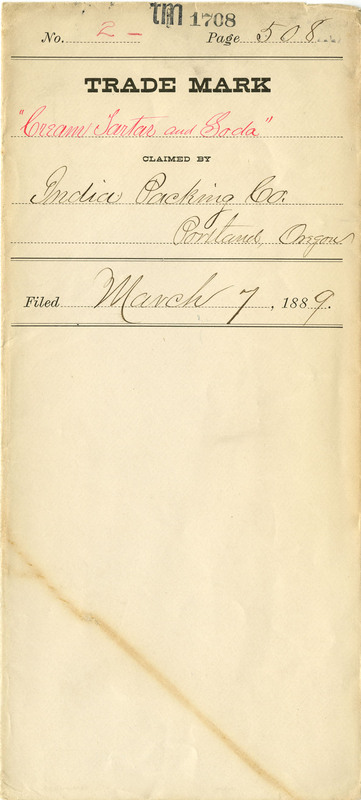 TM 1708
No. 2 - Page 508
TRADE MARK
"Cream Tartar and Soda"
CLAIMED BY
India Packing Co.
Portland, Oregon
Filed March 7, 1889.